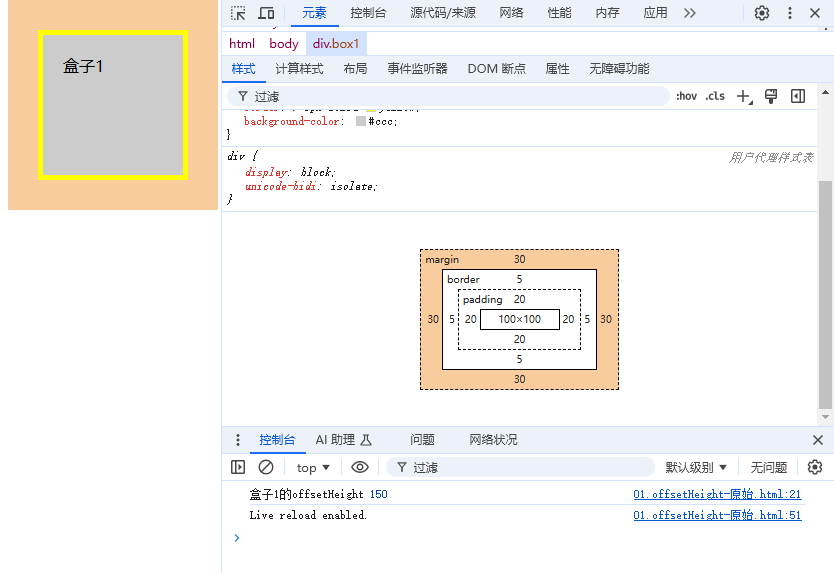 盒子1
元素 控制台 源代码/来源 网络 性能 内存 应用
html body div.box1
样式 计算样式 布局 事件监听器 DOM 断点 属性 无障碍功能
过滤 :hov .cls
background-color: #ccc;
}
div { 用户代理样式表
display: block;
unicode-bidi: isolate;
}
margin 30
border 5
padding 20
30 5 20 100×100 20 5 30
20
5
30
控制台 AI 助理 问题 网络状况
top 过滤 默认级别 无问题
盒子1的offsetHeight 150 01.offsetHeight-原始.html:21
Live reload enabled. 01.offsetHeight-原始.html:51